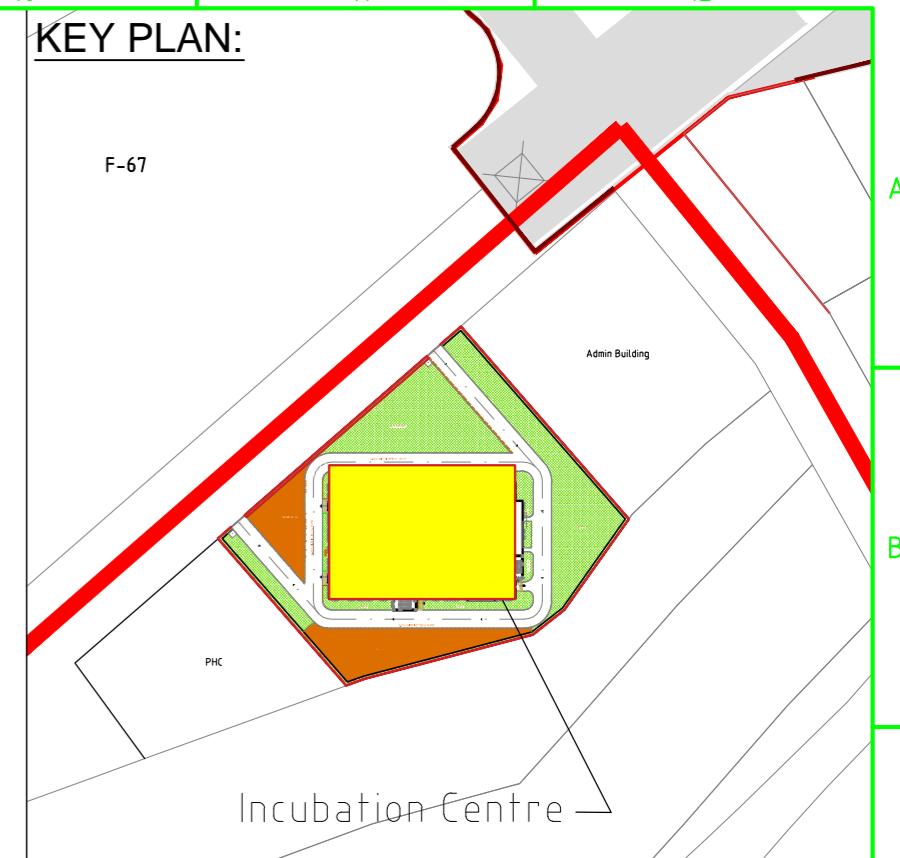 KEY PLAN:
F-67
A
Admin Building
B
PHC
Incubation Centre